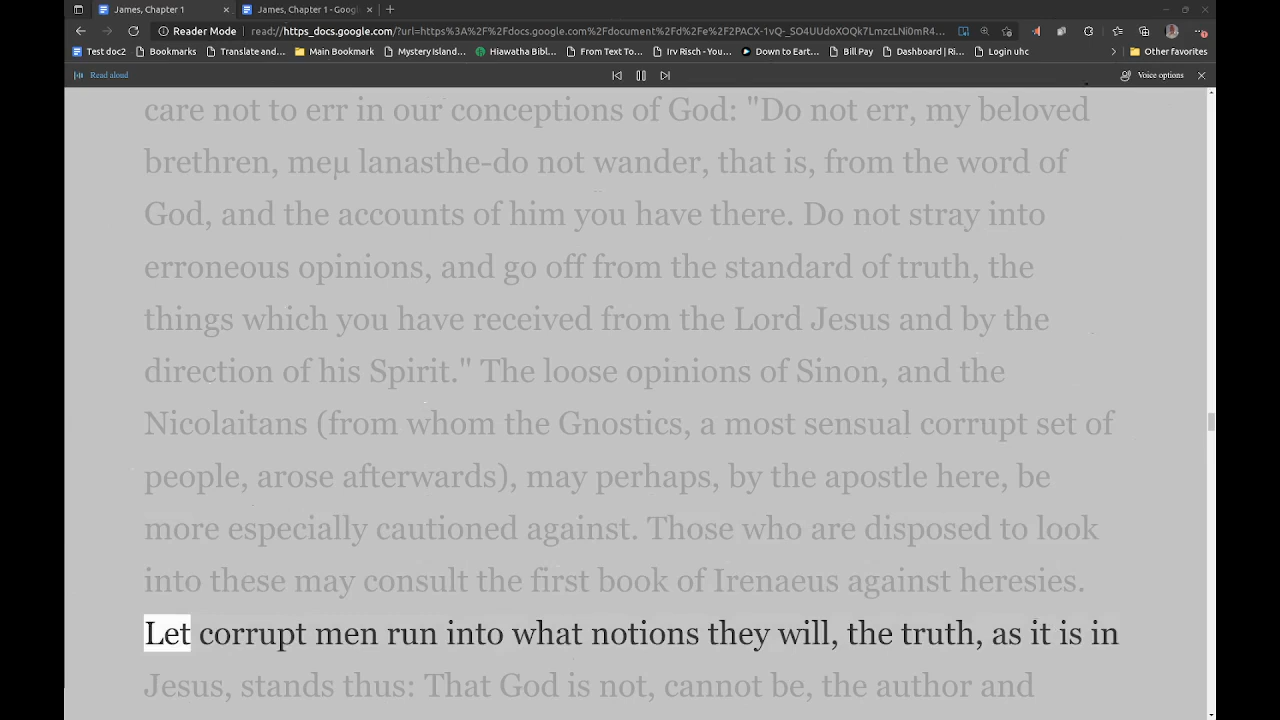 James, Chapter 1
James, Chapter 1 - Googl
Reader Mode
read://https_docs.google.com/?url=https%3A%2F%2Fdocs.google.com%2Fdocument%2Fd%2Fe%2F2PACX-1vQ-_SO4UUdoXOQk7LmzcLNi0mR4...
Test doc2
Bookmarks
Translate and...
Main Bookmark
Mystery Island...
Hiawatha Bibl...
From Text To...
Irv Risch - You...
Down to Eart...
Bill Pay
Dashboard | Ri...
Login uhc
Other favorites
Read aloud
Voice options
care not to err in our conceptions of God: "Do not err, my beloved
brethren, meμ lanasthe-do not wander, that is, from the word of
God, and the accounts of him you have there. Do not stray into
erroneous opinions, and go off from the standard of truth, the
things which you have received from the Lord Jesus and by the
direction of his Spirit." The loose opinions of Sinon, and the
Nicolaitans (from whom the Gnostics, a most sensual corrupt set of
people, arose afterwards), may perhaps, by the apostle here, be
more especially cautioned against. Those who are disposed to look
into these may consult the first book of Irenaeus against heresies.
Let corrupt men run into what notions they will, the truth, as it is in
Jesus, stands thus: That God is not, cannot be, the author and